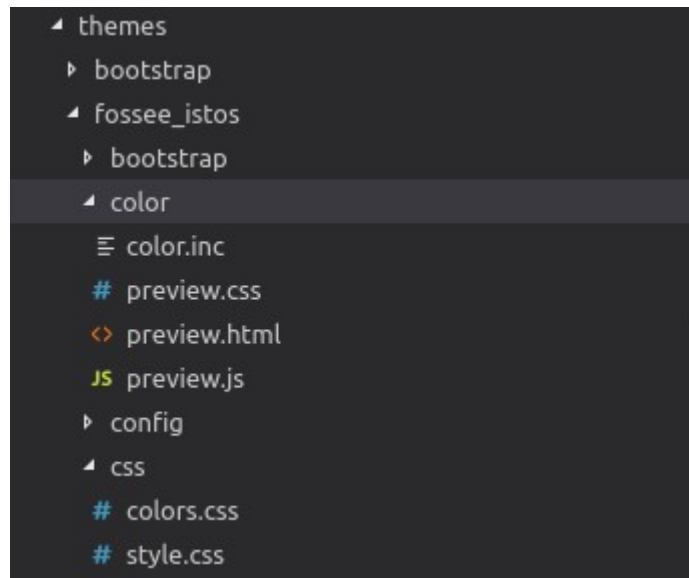 themes
bootstrap
fossee_istos
bootstrap
color
color.inc
# preview.css
<> preview.html
JS preview.js
config
css
# colors.css
# style.css